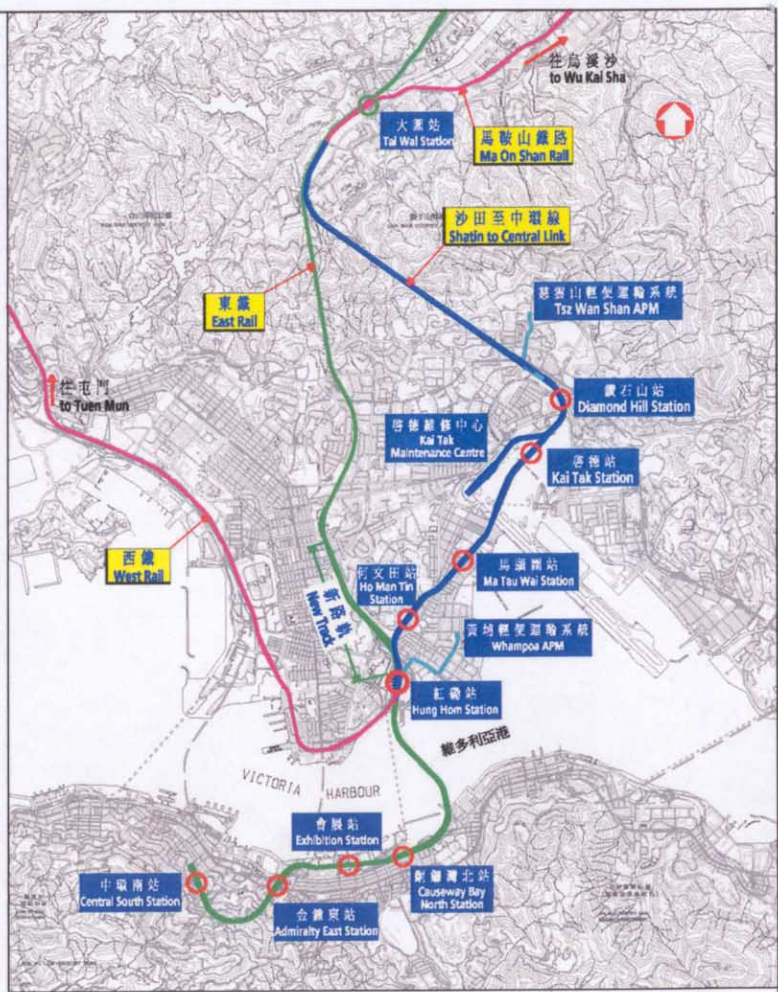 往烏溪沙
to Wu Kai Sha
大圍站
Tai Wai Station
馬鞍山鐵路
Ma On Shan Rail
沙田至中環線
Shatin to Central Link
慈雲山輕便運輸系統
Tsz Wan Shan APM
東鐵
East Rail
往屯門
to Tuen Mun
鑽石山站
Diamond Hill Station
啓德維修中心
Kai Tak
Maintenance Centre
啓德站
Kai Tak Station
西鐵
West Rail
何文田站
Ho Man Tin
Station
馬頭圍站
Ma Tau Wai Station
新路軌
New Track
黃埔輕便運輸系統
Whampoa APM
紅磡站
Hung Hom Station
維多利亞港
VICTORIA HARBOUR
會展站
Exhibition Station
中環南站
Central South Station
銅鑼灣北站
Causeway Bay
North Station
金鐘東站
Admiralty East Station